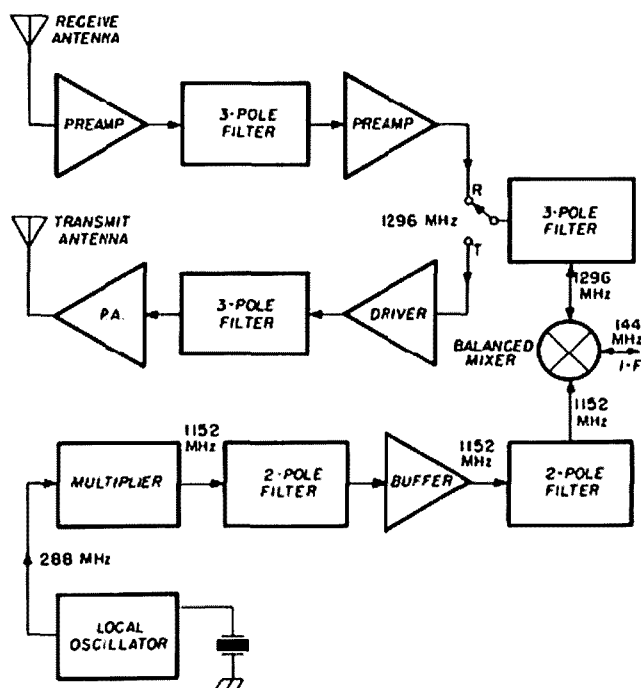 RECEIVE
ANTENNA
PREAMP
3-POLE
FILTER
PREAMP
R
1296 MHz
T
3-POLE
FILTER
TRANSMIT
ANTENNA
P.A.
3-POLE
FILTER
DRIVER
1296
MHz
BALANCED
MIXER
144
MHz
I-F
1152
MHz
MULTIPLIER
1152
MHz
2-POLE
FILTER
BUFFER
1152
MHz
2-POLE
FILTER
288 MHz
LOCAL
OSCILLATOR